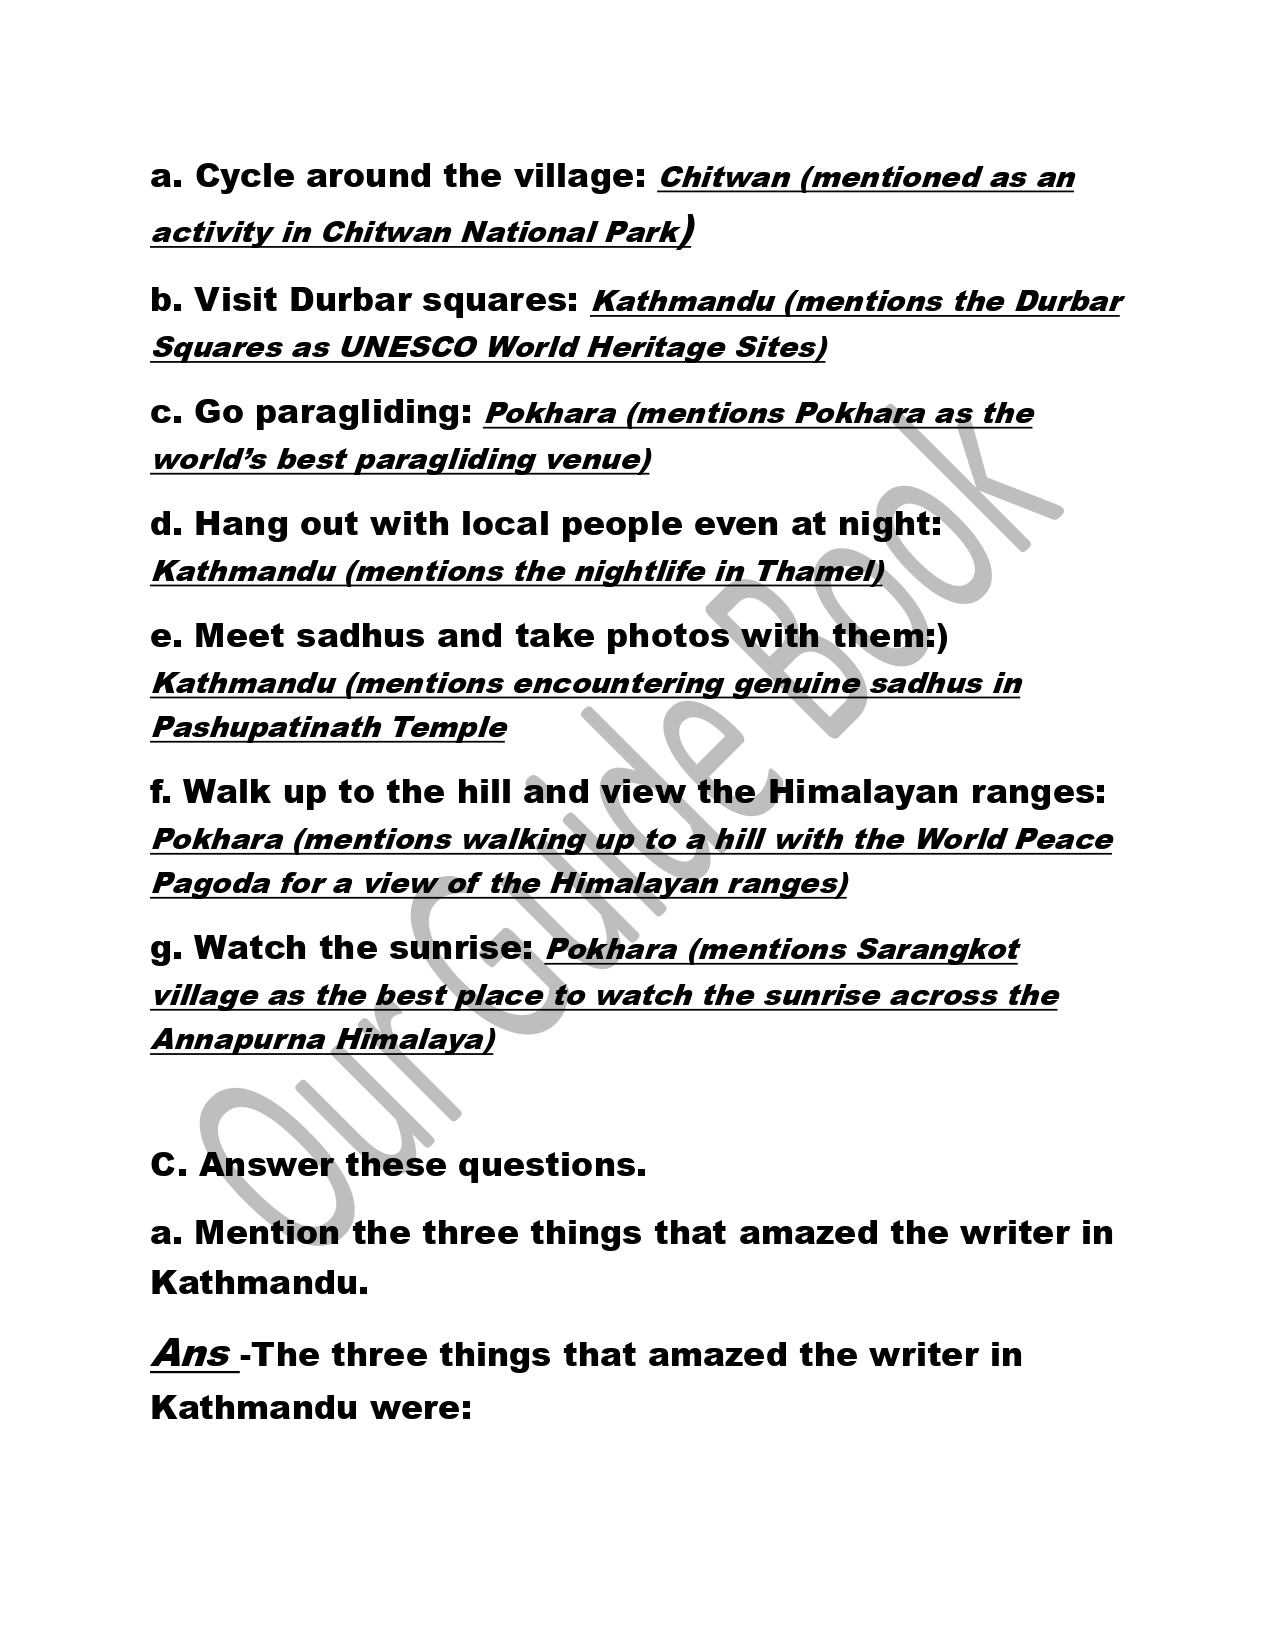 a. Cycle around the village: Chitwan (mentioned as an
activity in Chitwan National Park)
b. Visit Durbar squares: Kathmandu (mentions the Durbar
Squares as UNESCO World Heritage Sites)
c. Go paragliding: Pokhara (mentions Pokhara as the
world’s best paragliding venue)
d. Hang out with local people even at night:
Kathmandu (mentions the nightlife in Thamel)
e. Meet sadhus and take photos with them:)
Kathmandu (mentions encountering genuine sadhus in
Pashupatinath Temple
f. Walk up to the hill and view the Himalayan ranges:
Pokhara (mentions walking up to a hill with the World Peace
Pagoda for a view of the Himalayan ranges)
g. Watch the sunrise: Pokhara (mentions Sarangkot
village as the best place to watch the sunrise across the
Annapurna Himalaya)
C. Answer these questions.
a. Mention the three things that amazed the writer in
Kathmandu.
Ans -The three things that amazed the writer in
Kathmandu were:
Our Guide Book